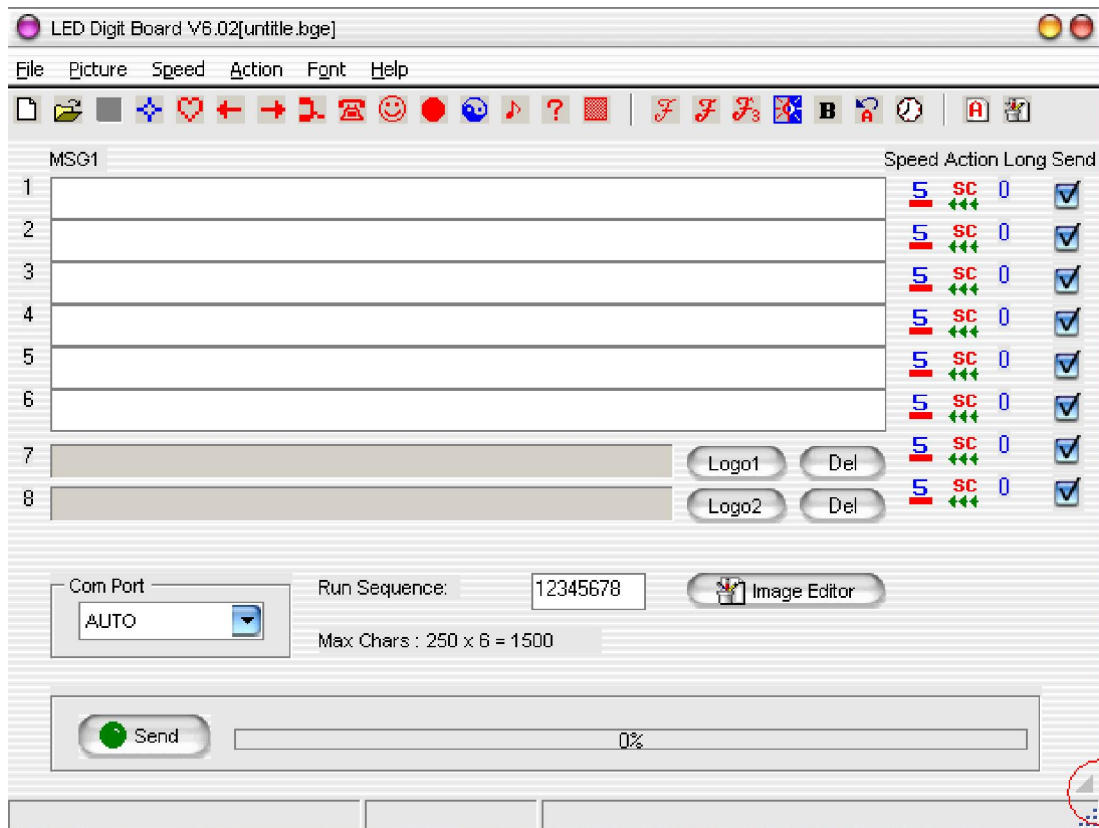 LED Digit Board V6.02[untitle.bge]
File Picture Speed Action Font Help
F F F3 B A A
MSG1 Speed Action Long Send
1 5 SC 0
2 5 SC 0
3 5 SC 0
4 5 SC 0
5 5 SC 0
6 5 SC 0
7 Logo1 Del 5 SC 0
8 Logo2 Del 5 SC 0
Com Port
AUTO
Run Sequence: 12345678
Image Editor
Max Chars : 250 x 6 = 1500
Send 0%